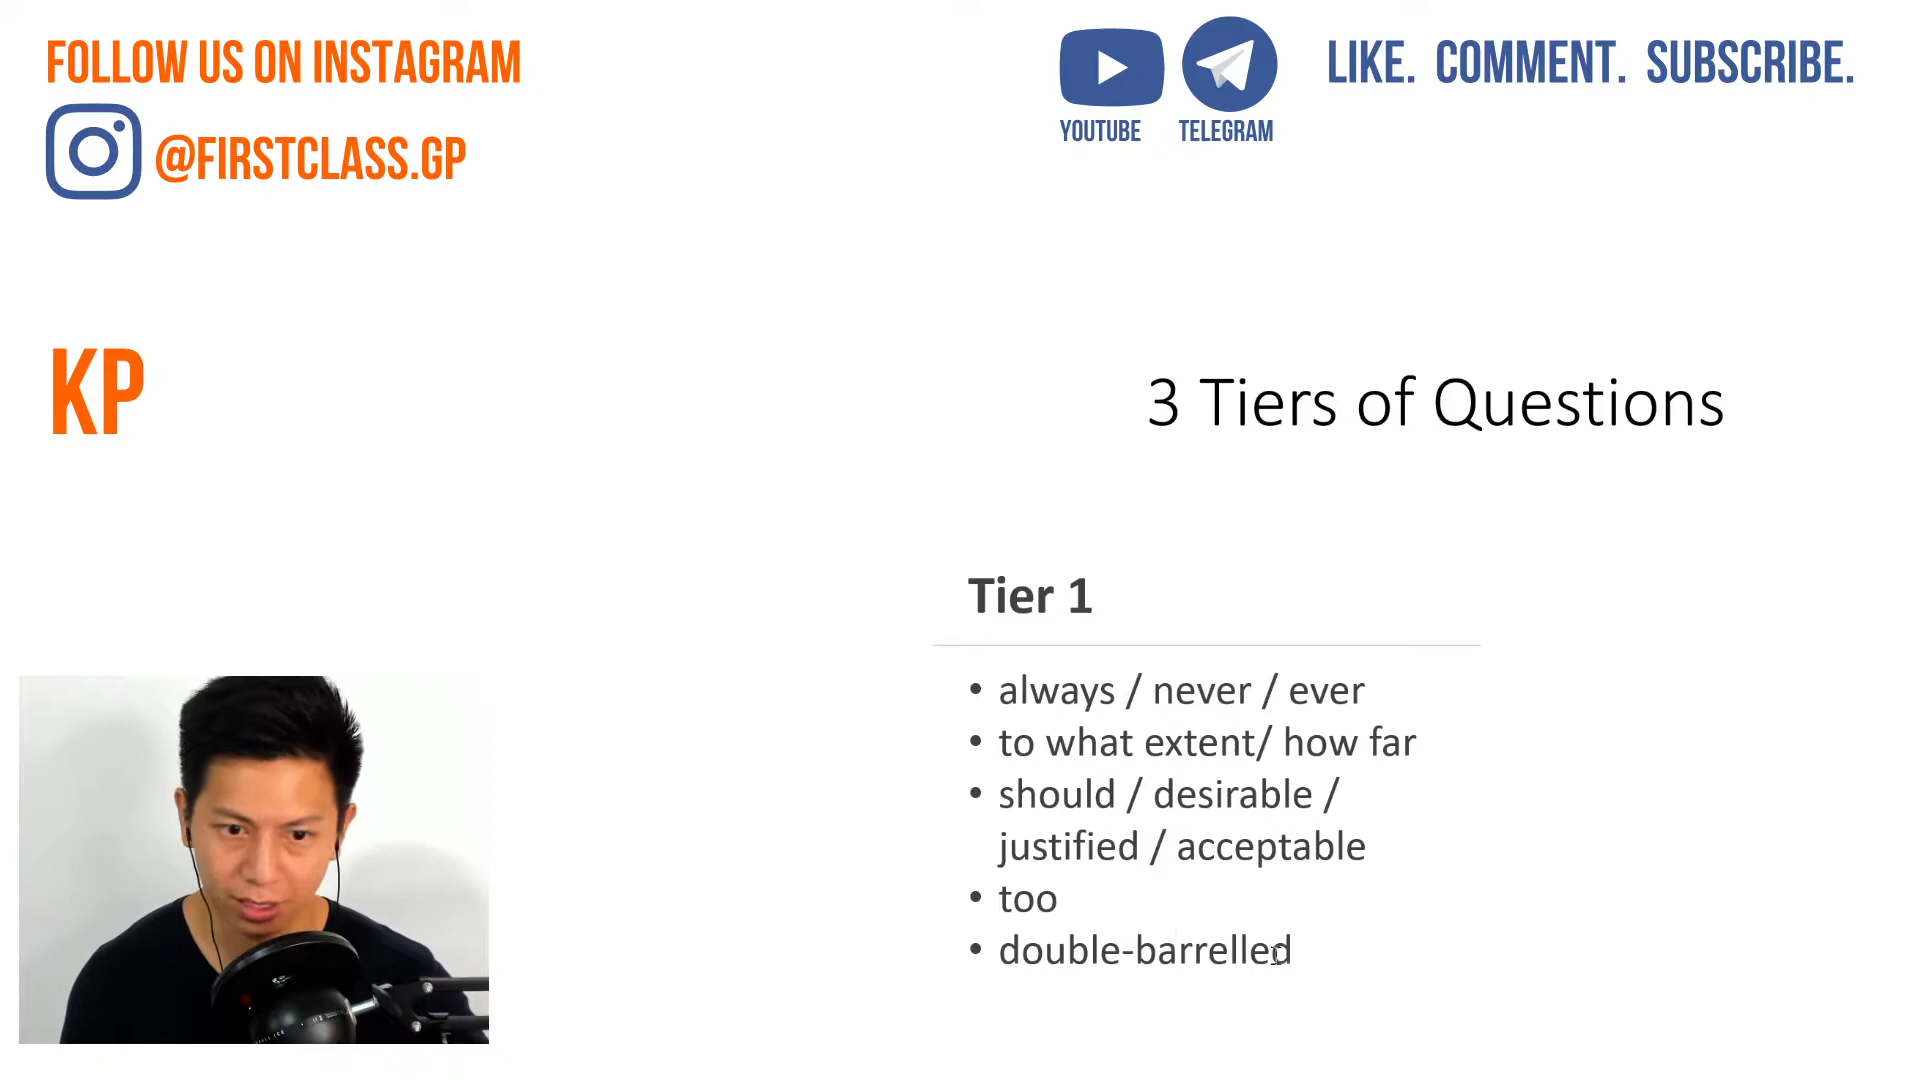 FOLLOW US ON INSTAGRAM
@FIRSTCLASS.GP
YOUTUBE
TELEGRAM
LIKE. COMMENT. SUBSCRIBE.
KP
3 Tiers of Questions
Tier 1
• always / never / ever
• to what extent/ how far
• should / desirable /
justified / acceptable
• too
• double-barrelled